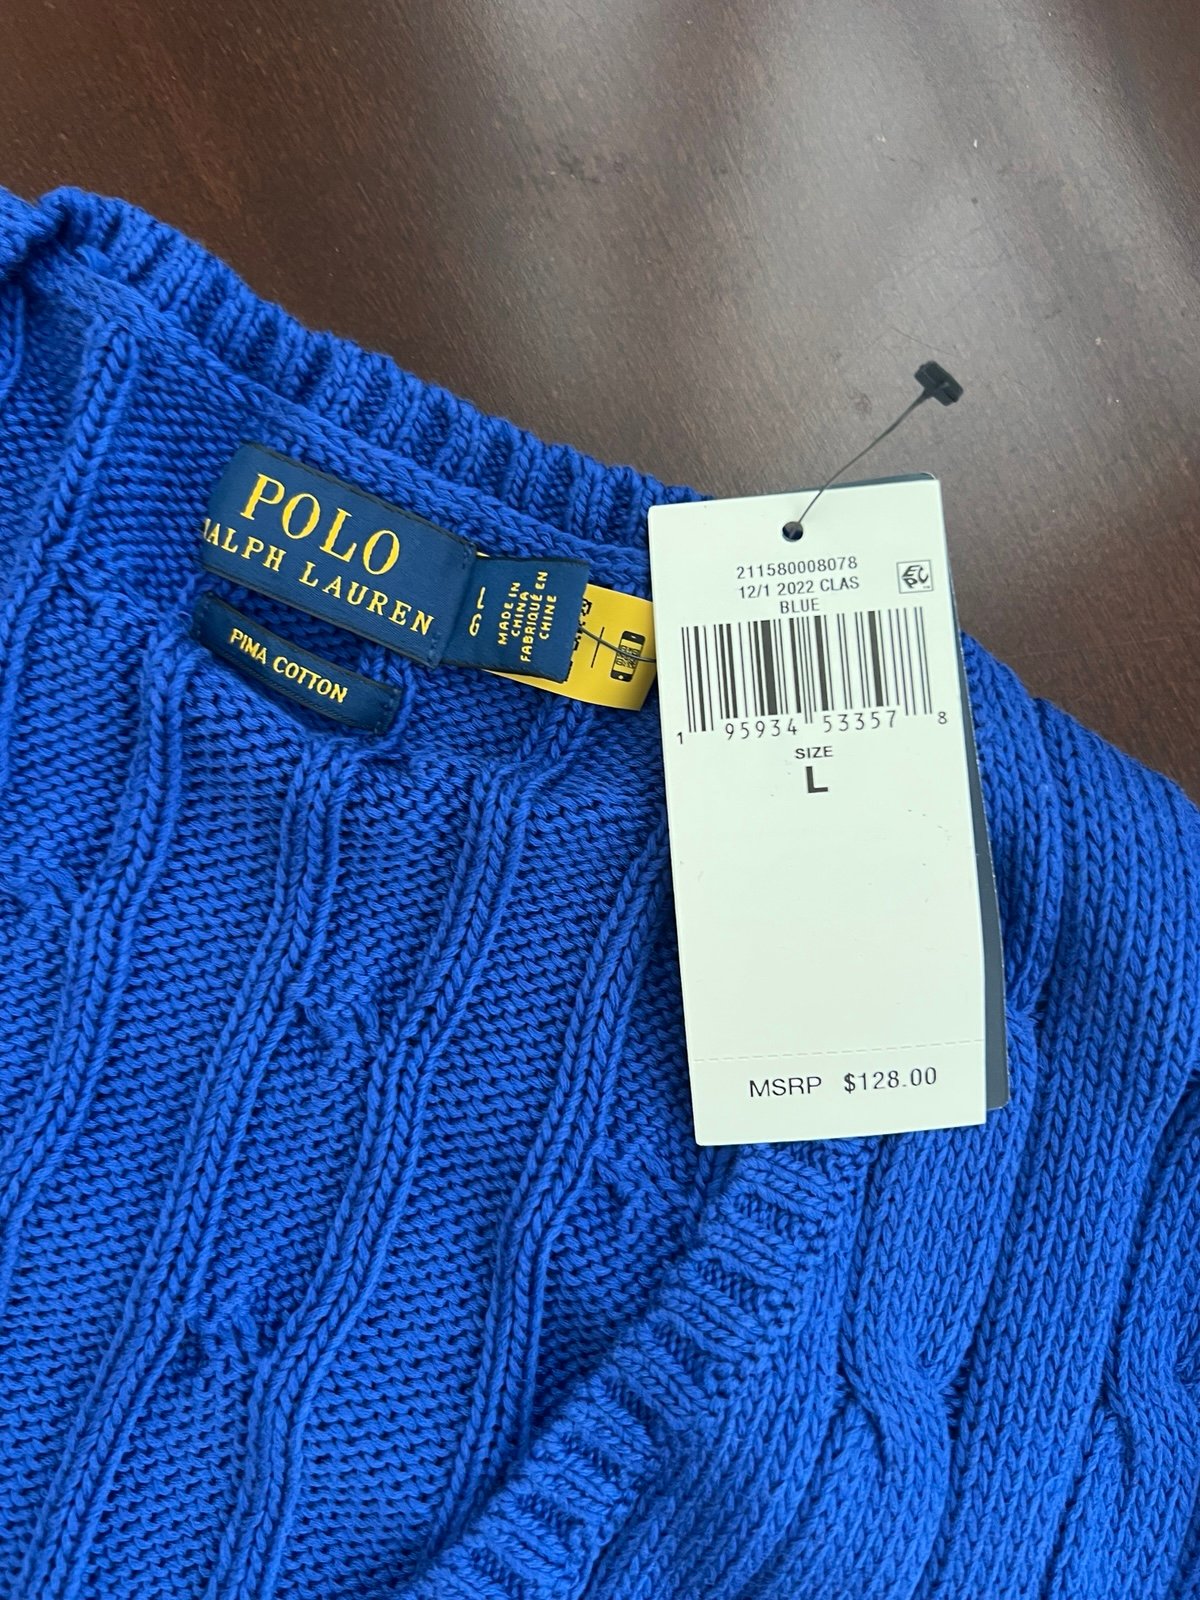 POLO
RALPH LAUREN
PIMA COTTON
L
G
MADE IN
CHINA
FABRIQUÉ EN
CHINE
211580008078
12/1 2022 CLAS
BLUE
1 95934 53357 8
SIZE
L
MSRP $128.00